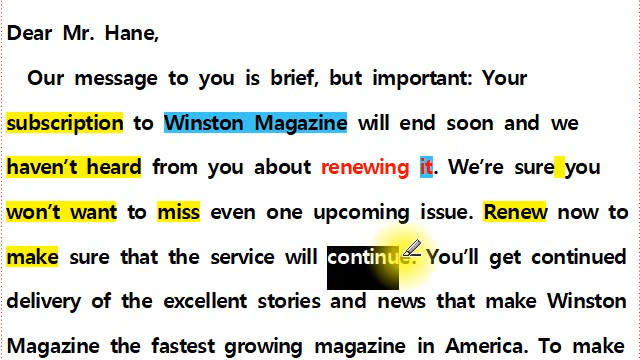 Dear Mr. Hane,
Our message to you is brief, but important: Your
subscription to Winston Magazine will end soon and we
haven't heard from you about renewing it. We're sure you
won't want to miss even one upcoming issue. Renew now to
make sure that the service will continue. You'll get continued
delivery of the excellent stories and news that make Winston
Magazine the fastest growing magazine in America. To make